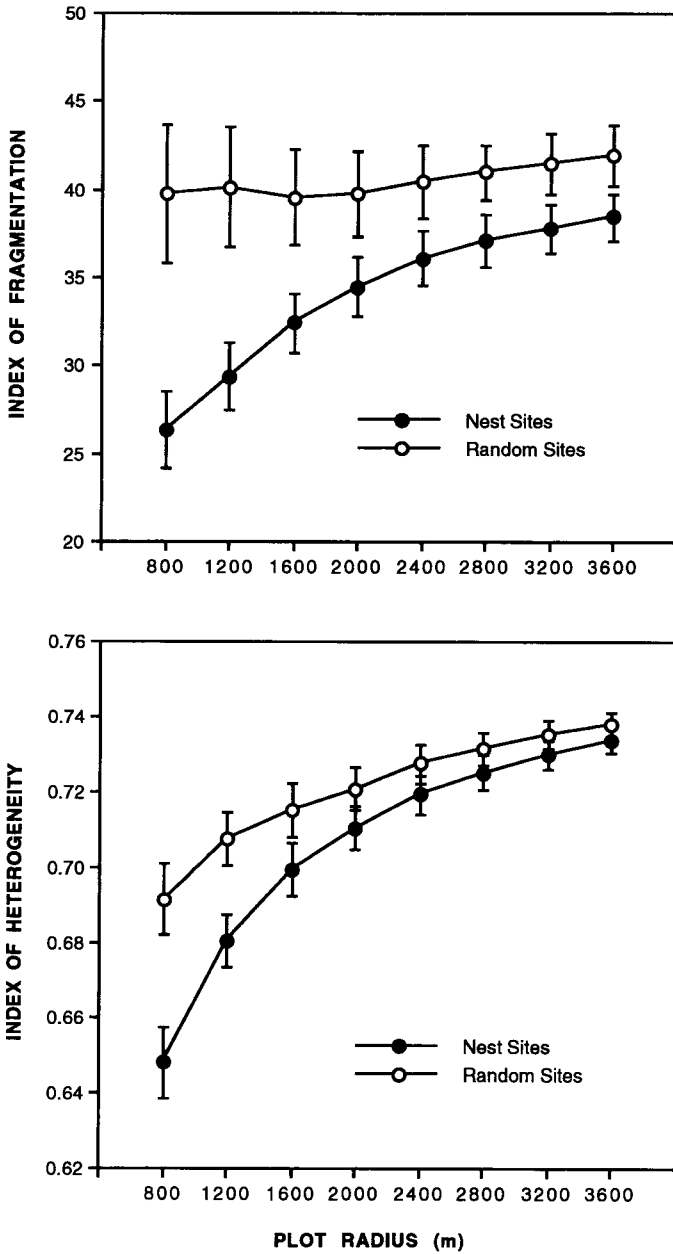 50
45
40
35
30
25
20
INDEX OF FRAGMENTATION
Nest Sites
Random Sites
800 1200 1600 2000 2400 2800 3200 3600
0.76
0.74
0.72
0.70
0.68
0.66
0.64
0.62
INDEX OF HETEROGENEITY
Nest Sites
Random Sites
800 1200 1600 2000 2400 2800 3200 3600
PLOT RADIUS (m)